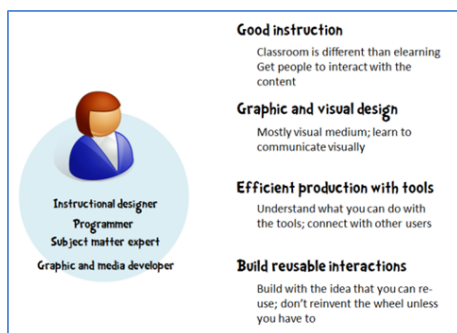 Good instruction
Classroom is different than elearning
Get people to interact with the
content
Graphic and visual design
Mostly visual medium; learn to
communicate visually
Instructional designer
Programmer
Subject matter expert
Graphic and media developer
Efficient production with tools
Understand what you can do with
the tools; connect with other users
Build reusable interactions
Build with the idea that you can re-
use; don't reinvent the wheel unless
you have to